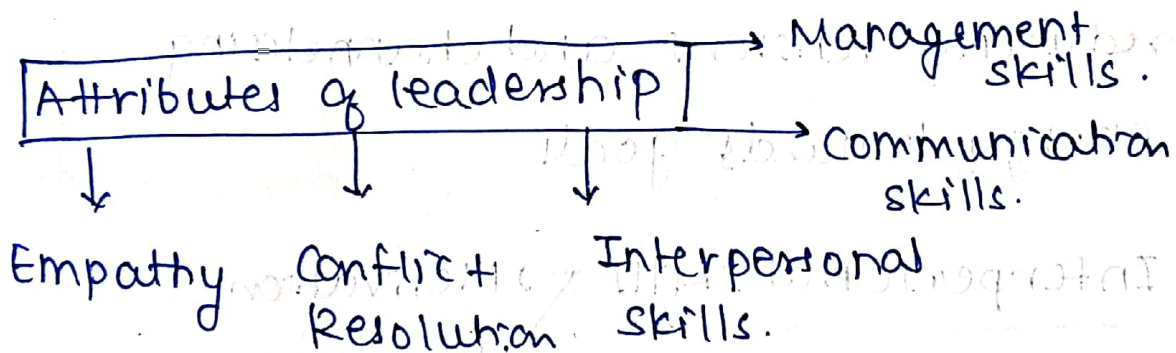 Management
skills.
Attributes of leadership
Communication
skills.
Empathy Conflict Interpersonal
Resolution skills.